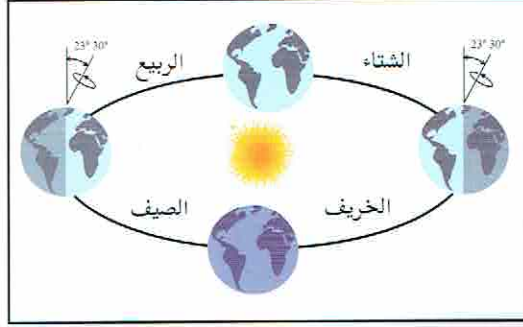 23° 30'
23° 30'
الشتاء
الربيع
الخريف
الصيف